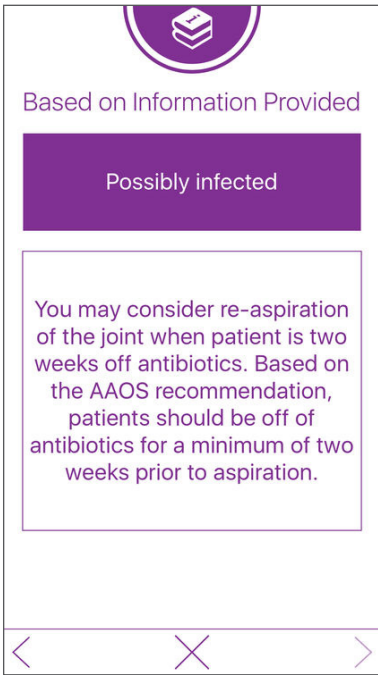 Based on Information Provided
Possibly infected
You may consider re-aspiration
of the joint when patient is two
weeks off antibiotics. Based on
the AAOS recommendation,
patients should be off of
antibiotics for a minimum of two
weeks prior to aspiration.